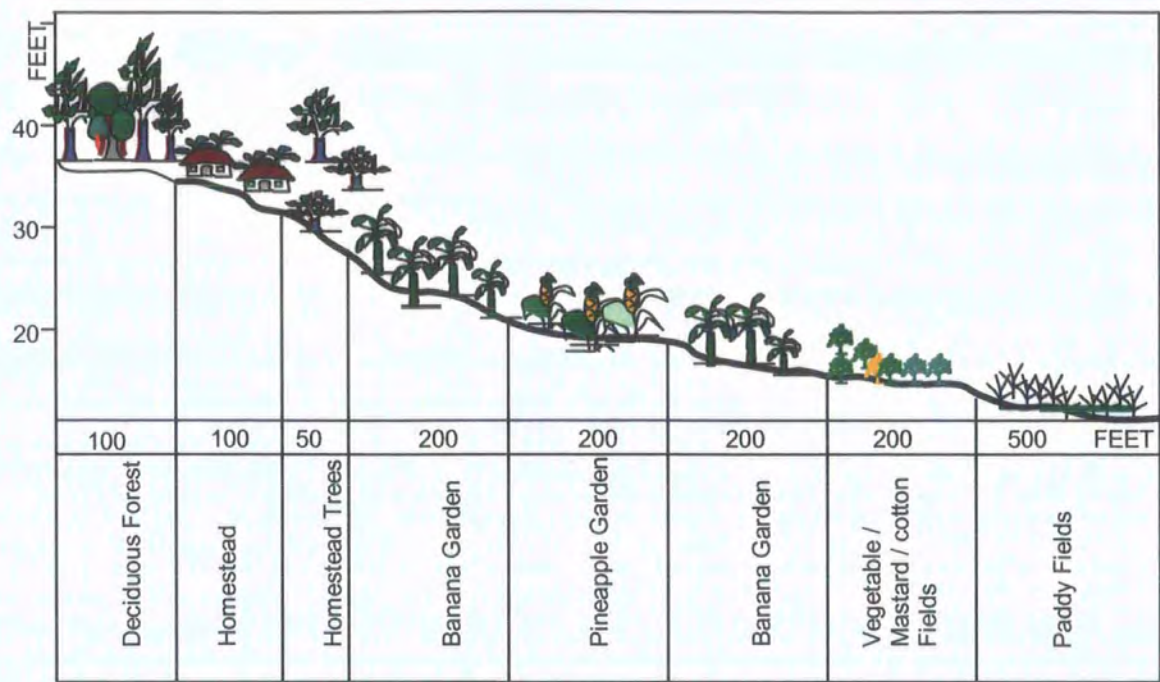 FEET
40
30
20
100
100
50
200
200
200
200
500
FEET
Deciduous Forest
Homestead
Homestead Trees
Banana Garden
Pineapple Garden
Banana Garden
Vegetable /
Mastard / cotton
Fields
Paddy Fields